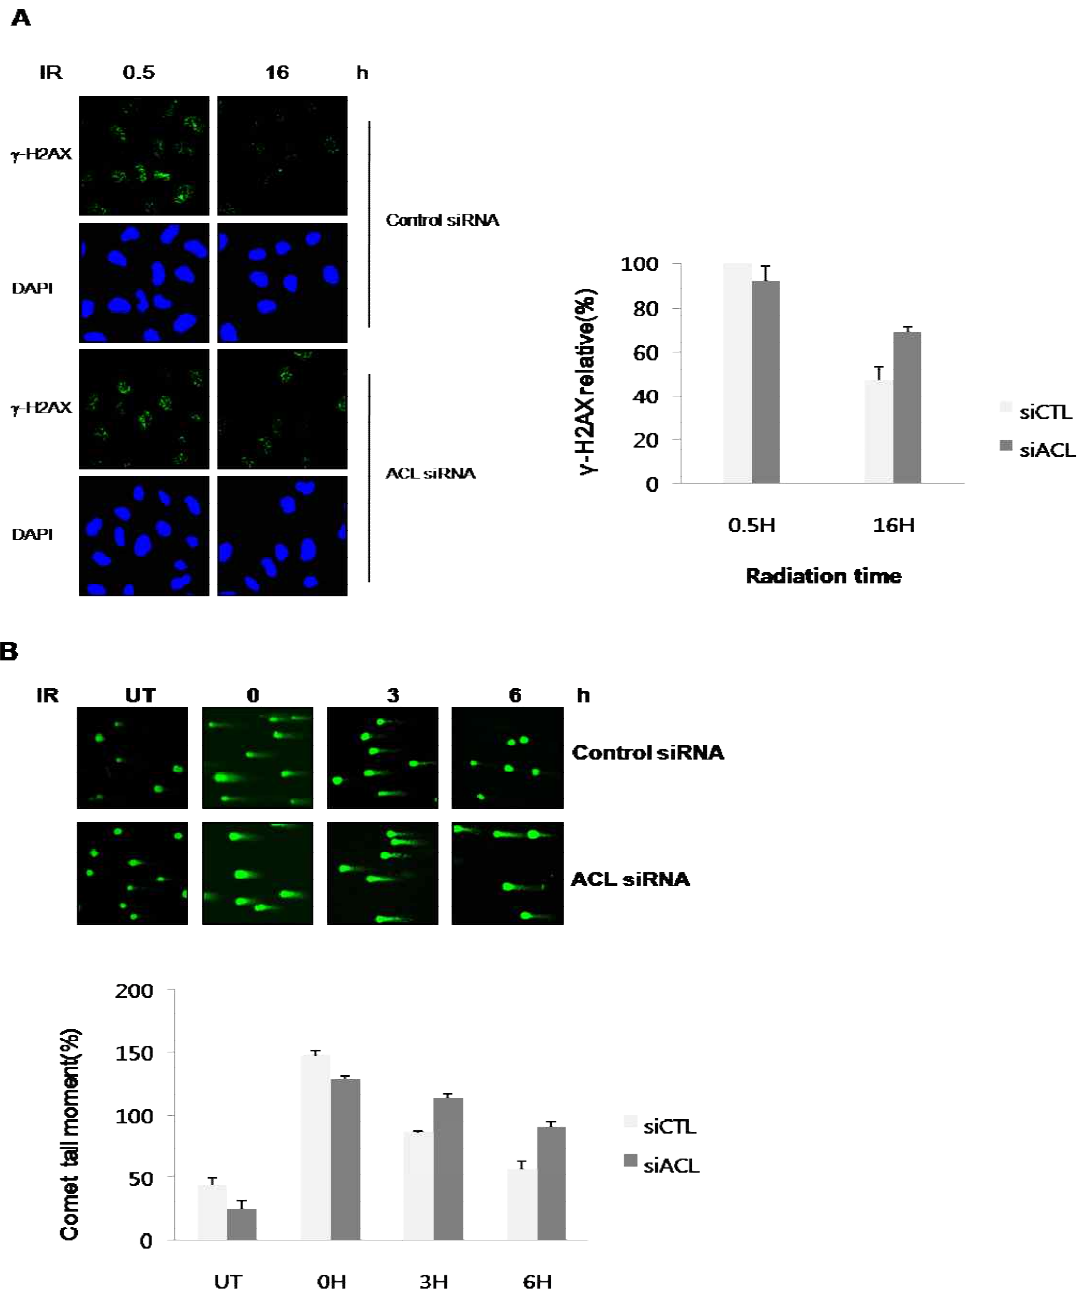 A
IR 0.5 16 h
γ-H2AX
Control siRNA
DAPI
γ-H2AX
ACL siRNA
DAPI
γ-H2AX relative(%)
100
80
60
40
20
0
0.5H 16H
Radiation time
siCTL
siACL
B
IR UT 0 3 6 h
Control siRNA
ACL siRNA
Comet tall moment(%)
200
150
100
50
0
UT 0H 3H 6H
siCTL
siACL